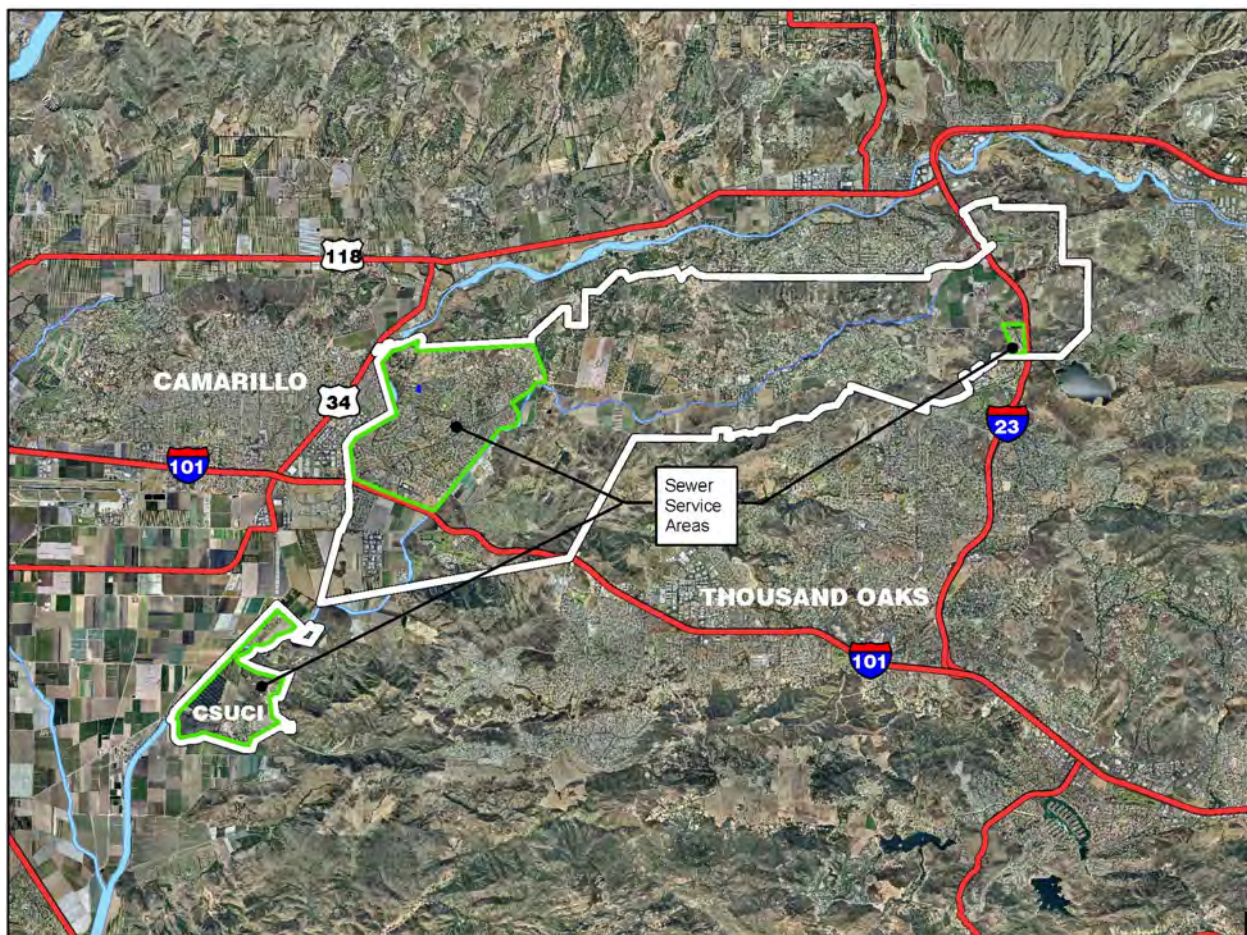 118
CAMARILLO
34
23
101
Sewer
Service
Areas
THOUSAND OAKS
101
CSUCI